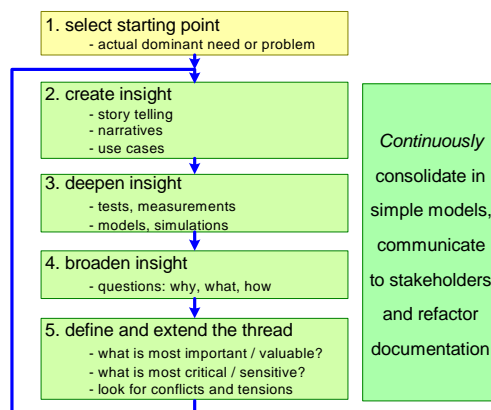 1. select starting point
- actual dominant need or problem
2. create insight
- story telling
- narratives
- use cases
3. deepen insight
- tests, measurements
- models, simulations
4. broaden insight
- questions: why, what, how
5. define and extend the thread
- what is most important / valuable?
- what is most critical / sensitive?
- look for conflicts and tensions
Continuously
consolidate in
simple models,
communicate
to stakeholders
and refactor
documentation